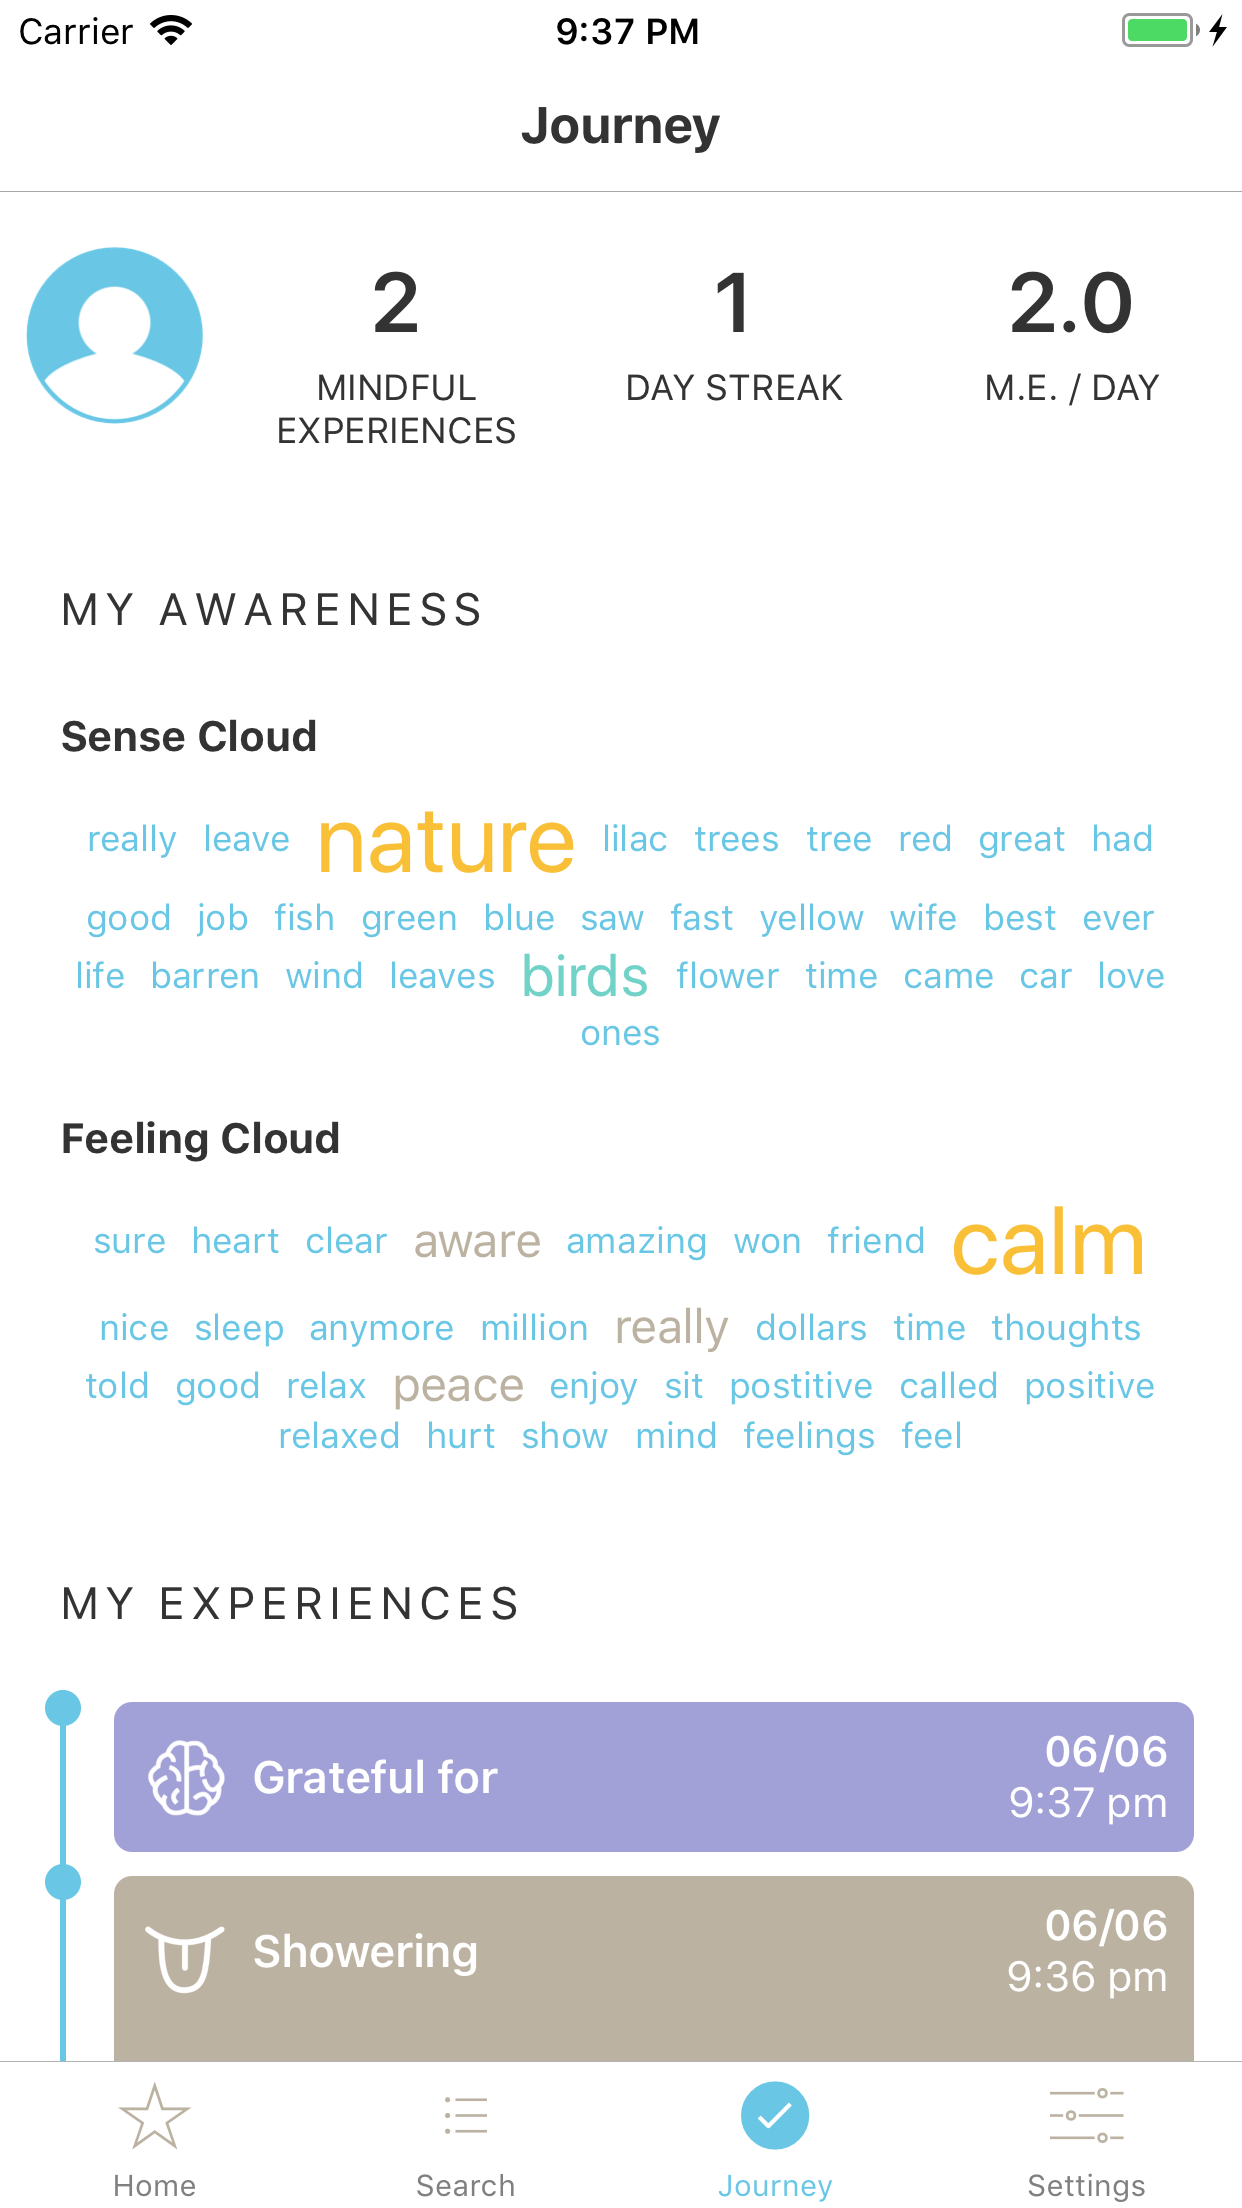 Carrier 9:37 PM
Journey
2 1 2.0
MINDFUL DAY STREAK M.E. / DAY
EXPERIENCES
MY AWARENESS
Sense Cloud
really leave nature lilac trees tree red great had
good job fish green blue saw fast yellow wife best ever
life barren wind leaves birds flower time came car love
ones
Feeling Cloud
sure heart clear aware amazing won friend calm
nice sleep anymore million really dollars time thoughts
told good relax peace enjoy sit postitive called positive
relaxed hurt show mind feelings feel
MY EXPERIENCES
Grateful for 06/06
9:37 pm
Showering 06/06
9:36 pm
Home Search Journey Settings